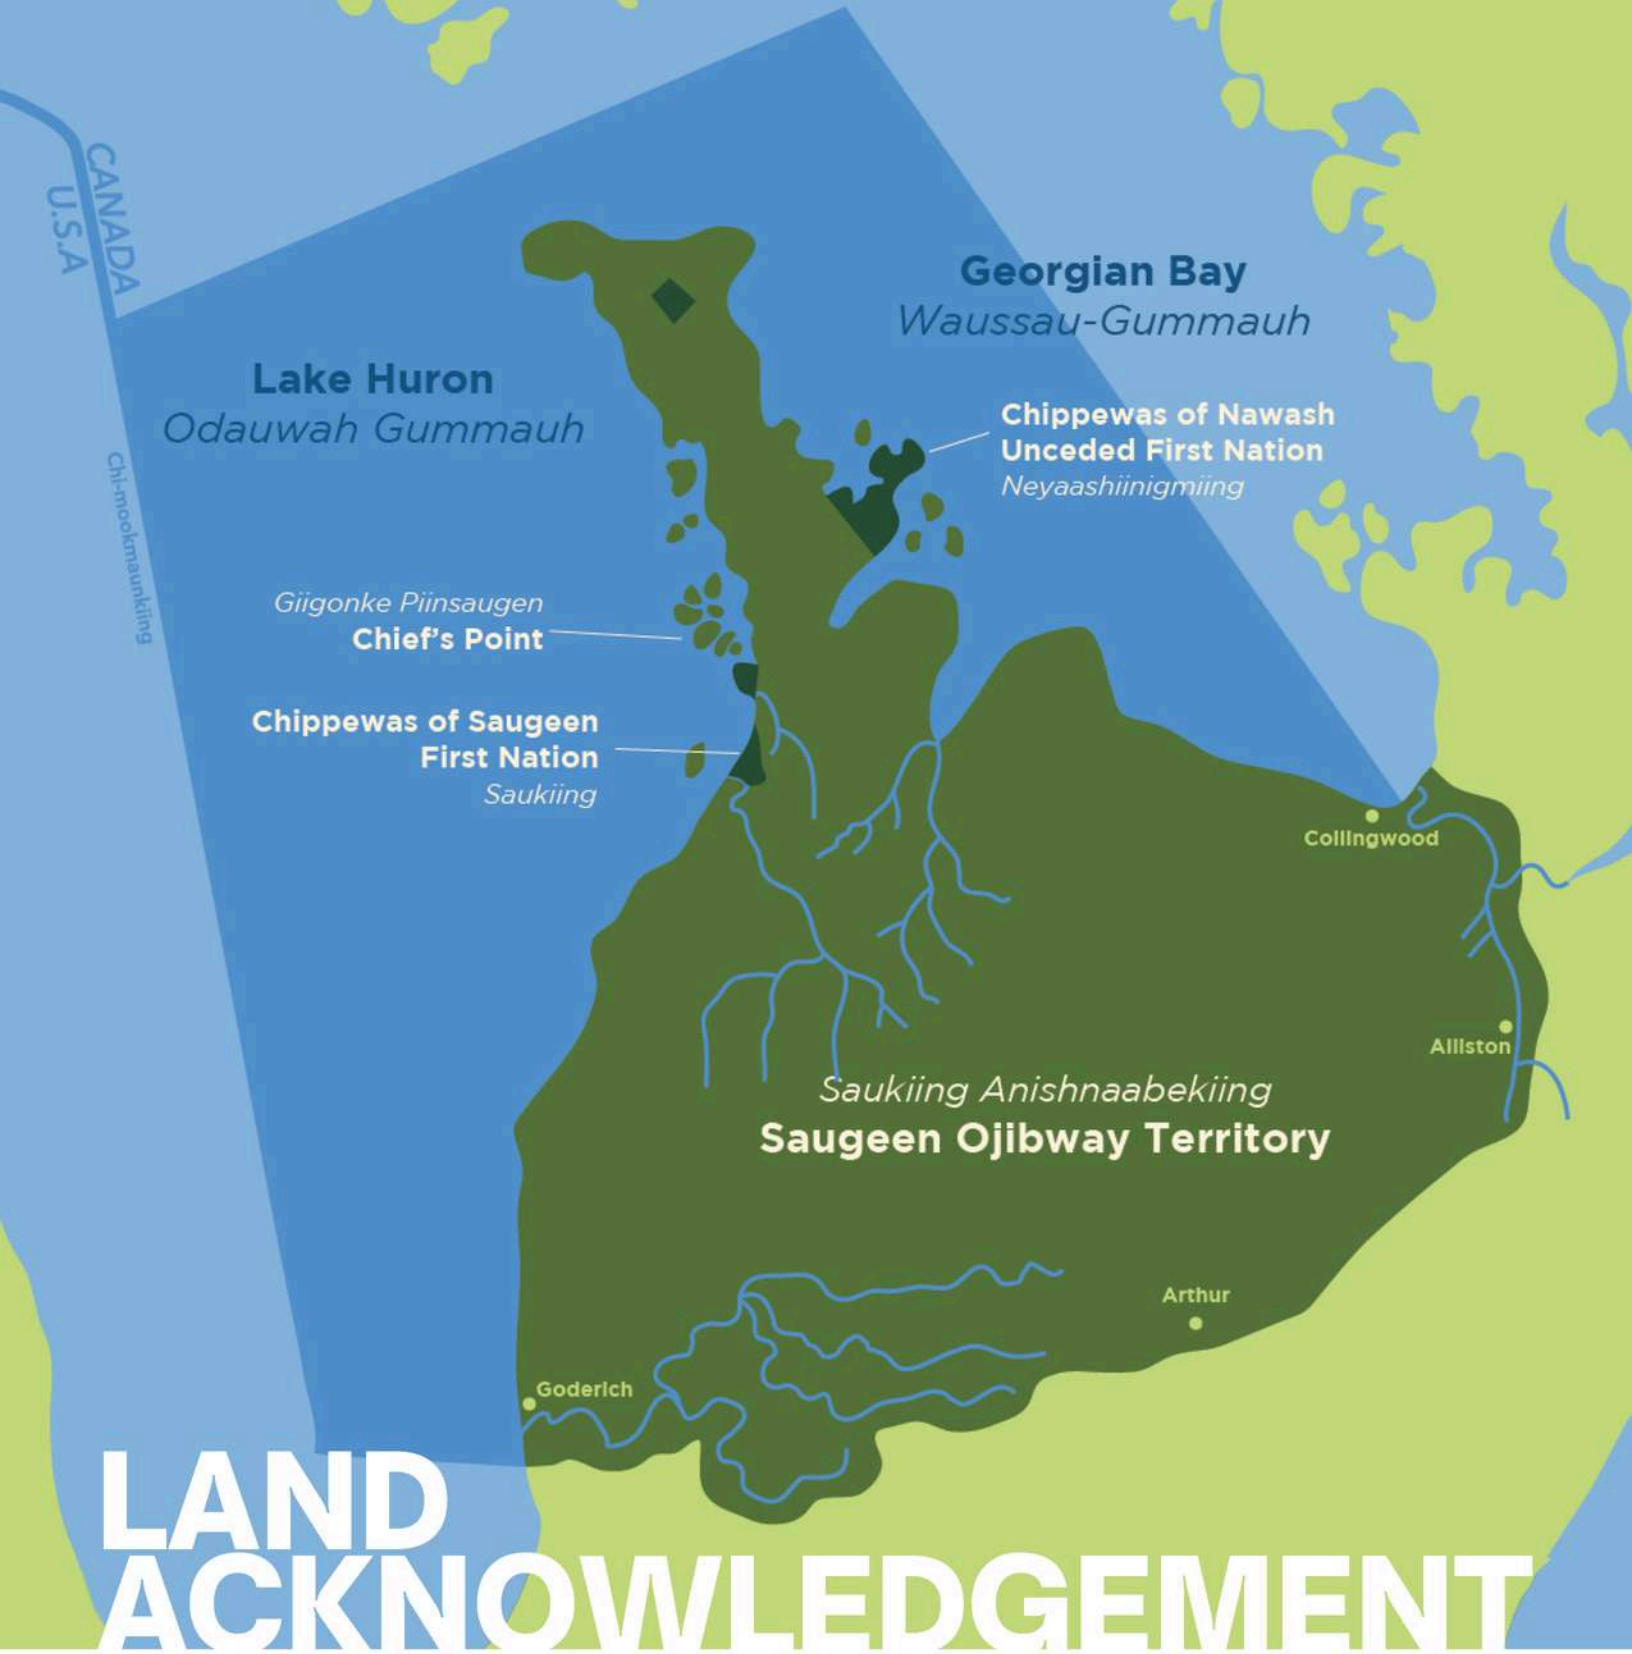 CANADA
U.S.A
Georgian Bay
Waussau-Gummauh
Lake Huron
Odauwah Gummauh
Chippewas of Nawash
Unceded First Nation
Neyaashiinigmiing
Chi-mookmaunkiing
Giigonke Piinsaugen
Chief's Point
Chippewas of Saugeen
First Nation
Saukiing
Collingwood
Alliston
Saukiing Anishnaabekiing
Saugeen Ojibway Territory
Arthur
Goderich
LAND
ACKNOWLEDGEMENT